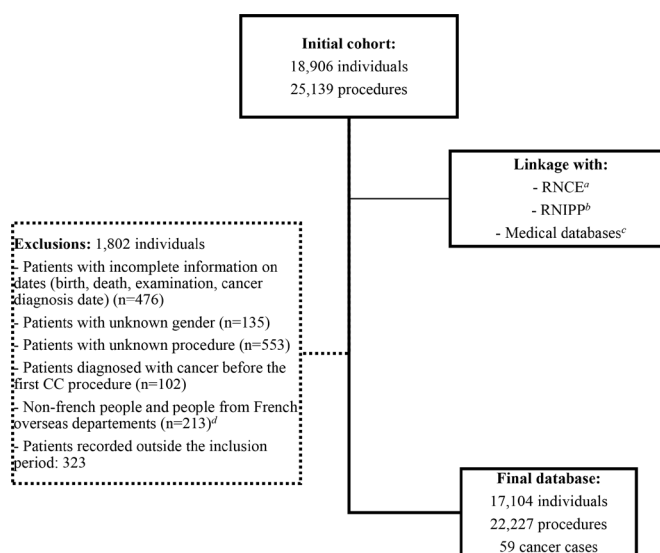 Initial cohort:
18,906 individuals
25,139 procedures
Linkage with:
- RNCEa
- RNIPPb
- Medical databasesc
Exclusions: 1,802 individuals
- Patients with incomplete information on
dates (birth, death, examination, cancer
diagnosis date) (n=476)
- Patients with unknown gender (n=135)
- Patients with unknown procedure (n=553)
- Patients diagnosed with cancer before the
first CC procedure (n=102)
- Non-french people and people from French
overseas departements (n=213)d
- Patients recorded outside the inclusion
period: 323
Final database:
17,104 individuals
22,227 procedures
59 cancer cases